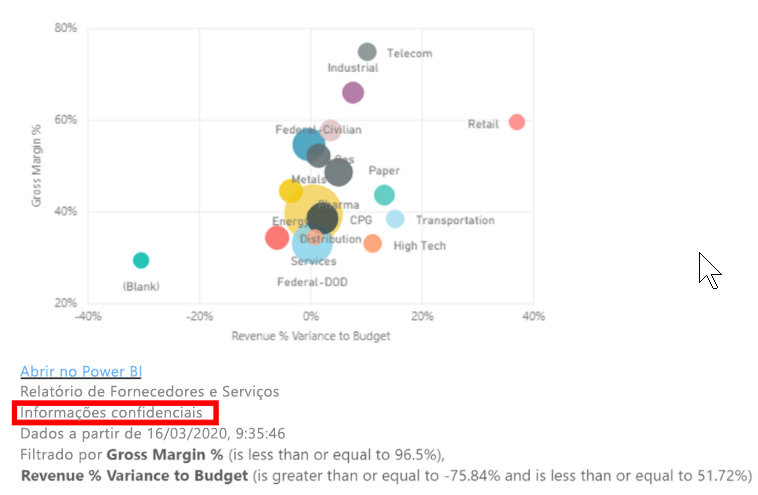 80%
Telecom
Industrial
60%
Retail
Federal-Civilian
Gas
Paper
Metals
Pharma
40%
Energy
CPG
Transportation
Distribution
High Tech
Services
(Blank)
Federal-DOD
20%
-40%
-20%
0%
20%
40%
Gross Margin %
Revenue % Variance to Budget
Abrir no Power BI
Relatório de Fornecedores e Serviços
Informações confidenciais
Dados a partir de 16/03/2020, 9:35:46
Filtrado por Gross Margin % (is less than or equal to 96.5%),
Revenue % Variance to Budget (is greater than or equal to -75.84% and is less than or equal to 51.72%)